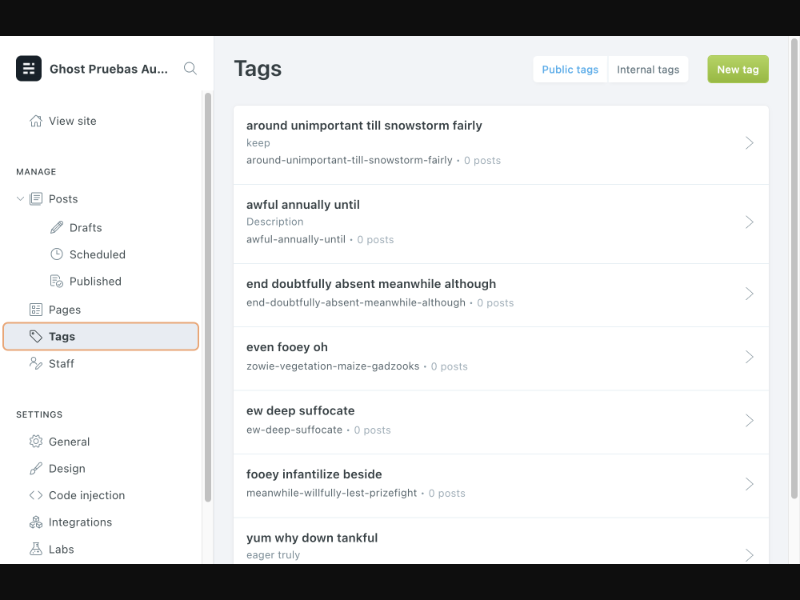 Ghost Pruebas Au...
View site
MANAGE
Posts
Drafts
Scheduled
Published
Pages
Tags
Staff
SETTINGS
General
Design
Code injection
Integrations
Labs
Tags
Public tags
Internal tags
New tag
around unimportant till snowstorm fairly
keep
around-unimportant-till-snowstorm-fairly • 0 posts
awful annually until
Description
awful-annually-until • 0 posts
end doubtfully absent meanwhile although
end-doubtfully-absent-meanwhile-although • 0 posts
even fooey oh
zowie-vegetation-maize-gadzooks • 0 posts
ew deep suffocate
ew-deep-suffocate • 0 posts
fooey infantilize beside
meanwhile-willfully-lest-prizefight • 0 posts
yum why down tankful
eager truly